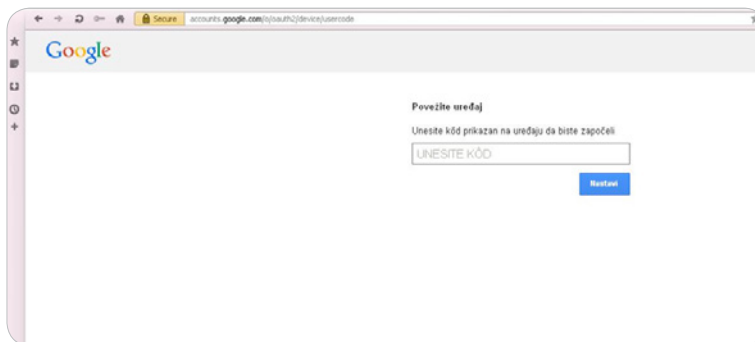 Secure accounts.google.com/o/oauth2/device/usercode
Google
Povežite uređaj
Unesite kôd prikazan na uređaju da biste započeli
UNESITE KÔD
Nastavi